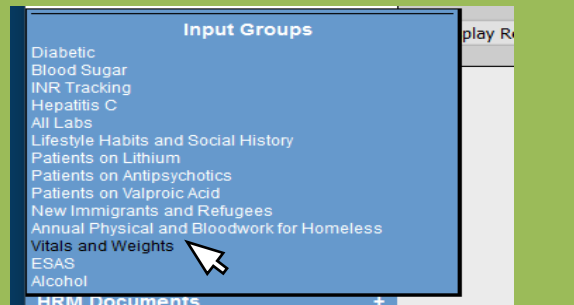 Input Groups
play R
Diabetic
Blood Sugar
INR Tracking
Hepatitis C
All Labs
Lifestyle Habits and Social History
Patients on Lithium
Patients on Antipsychotics
Patients on Valproic Acid
New Immigrants and Refugees
Annual Physical and Bloodwork for Homeless
Vitals and Weights
ESAS
Alcohol
HRM Documents +